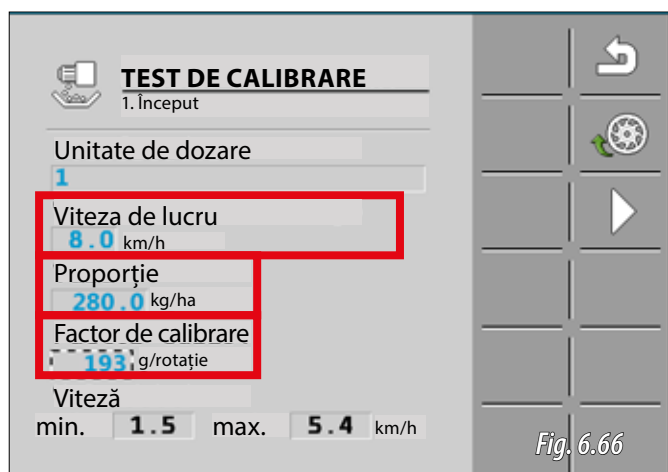 TEST DE CALIBRARE
1. Început
Unitate de dozare
1
Viteza de lucru
8.0 km/h
Proporție
280.0 kg/ha
Factor de calibrare
193 g/rotație
Viteză
min. 1.5 max. 5.4 km/h
Fig. 6.66